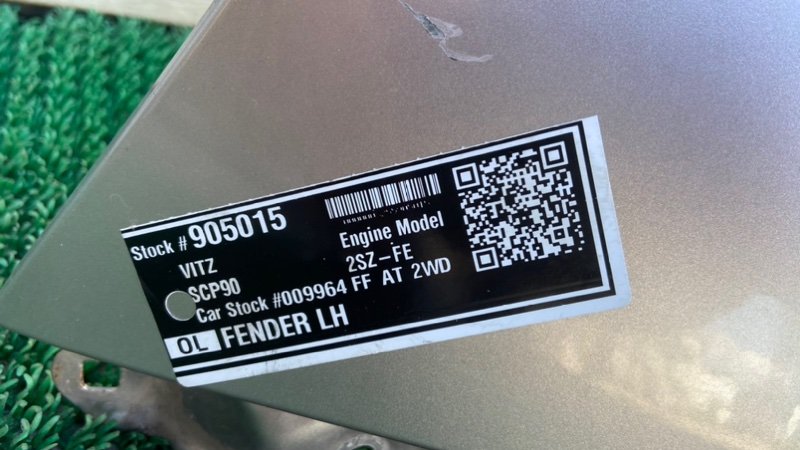 Stock # 905015
VITZ
SCP90
Engine Model
2SZ-FE
Car Stock #009964 FF AT 2WD
OL FENDER LH